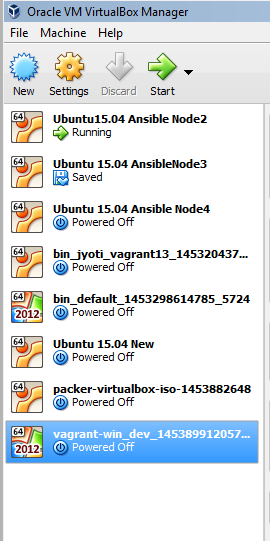 Oracle VM VirtualBox Manager
File Machine Help
New Settings Discard Start
64 Ubuntu15.04 Ansible Node2
Running
64 Ubuntu 15.04 AnsibleNode3
Saved
64 Ubuntu 15.04 Ansible Node4
Powered Off
64 bin_jyoti_vagrant13_145320437...
Powered Off
64 bin_default_1453298614785_5724
2012 Powered Off
64 Ubuntu 15.04 New
Powered Off
64 packer-virtualbox-iso-1453882648
Powered Off
64 vagrant-win_dev_145389912057...
2012 Powered Off